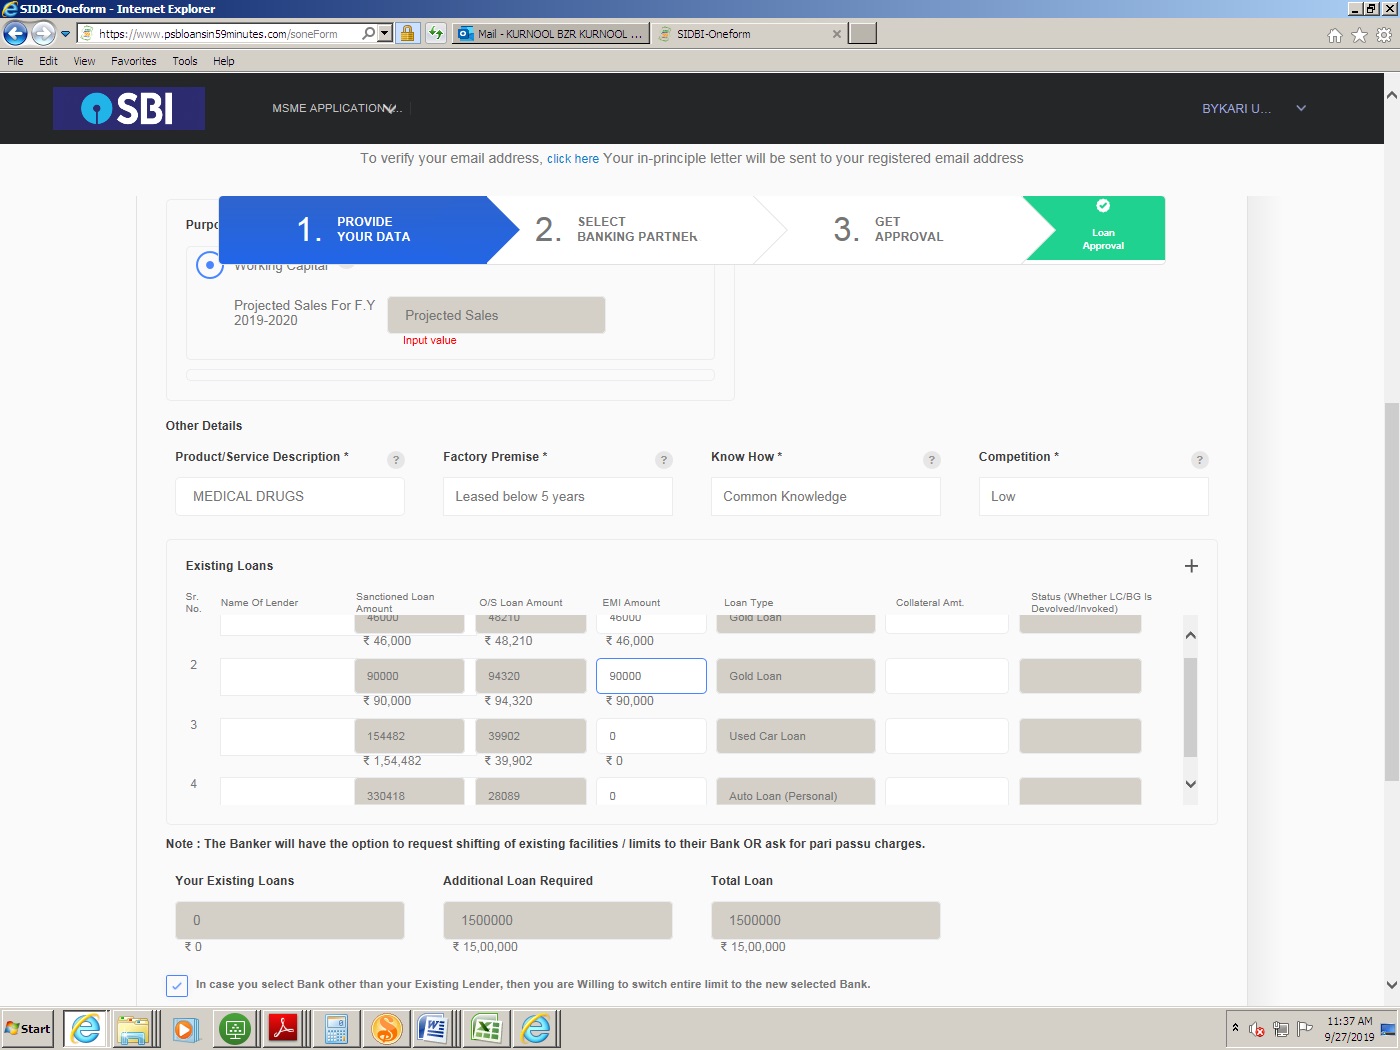 SIDBI-Oneform - Internet Explorer
https://www.psbloansin59minutes.com/soneForm
Mail - KURNOOL BZR KURNOOL ...
SIDBI-Oneform
File Edit View Favorites Tools Help
SBI
MSME APPLICATION
BYKARI U...
To verify your email address, click here Your in-principle letter will be sent to your registered email address
1. PROVIDE YOUR DATA
2. SELECT BANKING PARTNER
3. GET APPROVAL
Loan Approval
Working Capital
Projected Sales For F.Y 2019-2020
Projected Sales
Input value
Other Details
Product/Service Description * ?
Factory Premise * ?
Know How * ?
Competition * ?
MEDICAL DRUGS
Leased below 5 years
Common Knowledge
Low
Existing Loans +
Sr. No. Name Of Lender Sanctioned Loan Amount O/S Loan Amount EMI Amount Loan Type Collateral Amt. Status (Whether LC/BG Is Devolved/Invoked)
46000 48210 46000 Gold Loan
₹ 46,000 ₹ 48,210 ₹ 46,000
2 90000 94320 90000 Gold Loan
₹ 90,000 ₹ 94,320 ₹ 90,000
3 154482 39902 0 Used Car Loan
₹ 1,54,482 ₹ 39,902 ₹ 0
4 330418 28089 0 Auto Loan (Personal)
Note : The Banker will have the option to request shifting of existing facilities / limits to their Bank OR ask for pari passu charges.
Your Existing Loans Additional Loan Required Total Loan
0 1500000 1500000
₹ 0 ₹ 15,00,000 ₹ 15,00,000
In case you select Bank other than your Existing Lender, then you are Willing to switch entire limit to the new selected Bank.
Start
11:37 AM
9/27/2019